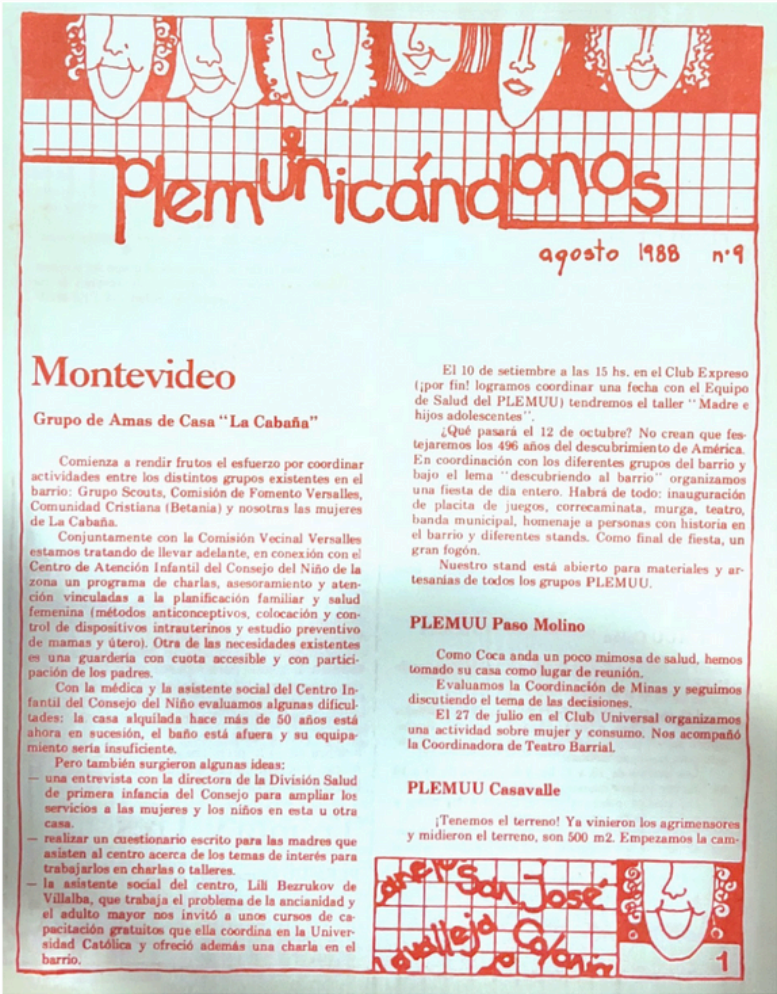 plemunicándonos
agosto 1988 nº9
Montevideo
Grupo de Amas de Casa "La Cabaña"
Comienza a rendir frutos el esfuerzo por coordinar
actividades entre los distintos grupos existentes en el
barrio: Grupo Scouts, Comisión de Fomento Versalles,
Comunidad Cristiana (Betania) y nosotras las mujeres
de La Cabaña.
Conjuntamente con la Comisión Vecinal Versalles
estamos tratando de llevar adelante, en conexión con el
Centro de Atención Infantil del Consejo del Niño de la
zona un programa de charlas, asesoramiento y aten-
ción vinculadas a la planificación familiar y salud
femenina (métodos anticonceptivos, colocación y con-
trol de dispositivos intrauterinos y estudio preventivo
de mamas y útero). Otra de las necesidades existentes
es una guardería con cuota accesible y con partici-
pación de los padres.
Con la médica y la asistente social del Centro In-
fantil del Consejo del Niño evaluamos algunas dificul-
tades: la casa alquilada hace más de 50 años está
ahora en sucesión, el baño está afuera y su equipa-
miento sería insuficiente.
Pero también surgieron algunas ideas:
— una entrevista con la directora de la División Salud
de primera infancia del Consejo para ampliar los
servicios a las mujeres y los niños en esta u otra
casa.
— realizar un cuestionario escrito para las madres que
asisten al centro acerca de los temas de interés para
trabajarlos en charlas o talleres.
— la asistente social del centro, Lili Bezrukov de
Villalba, que trabaja el problema de la ancianidad y
el adulto mayor nos invitó a unos cursos de ca-
pacitación gratuitos que ella coordina en la Univer-
sidad Católica y ofreció además una charla en el
barrio.
El 10 de setiembre a las 15 hs. en el Club Expreso
(¡por fin! logramos coordinar una fecha con el Equipo
de Salud del PLEMUU) tendremos el taller "Madre e
hijos adolescentes".
¿Qué pasará el 12 de octubre? No crean que fes-
tejaremos los 496 años del descubrimiento de América.
En coordinación con los diferentes grupos del barrio y
bajo el lema "descubriendo al barrio" organizamos
una fiesta de día entero. Habrá de todo: inauguración
de placita de juegos, correcaminata, murga, teatro,
banda municipal, homenaje a personas con historia en
el barrio y diferentes stands. Como final de fiesta, un
gran fogón.
Nuestro stand está abierto para materiales y ar-
tesanías de todos los grupos PLEMUU.
PLEMUU Paso Molino
Como Coca anda un poco mimosa de salud, hemos
tomado su casa como lugar de reunión.
Evaluamos la Coordinación de Minas y seguimos
discutiendo el tema de las decisiones.
El 27 de julio en el Club Universal organizamos
una actividad sobre mujer y consumo. Nos acompañó
la Coordinadora de Teatro Barrial.
PLEMUU Casavalle
¡Tenemos el terreno! Ya vinieron los agrimensores
y midieron el terreno, son 500 m2. Empezamos la cam-
San José
Colonia
1